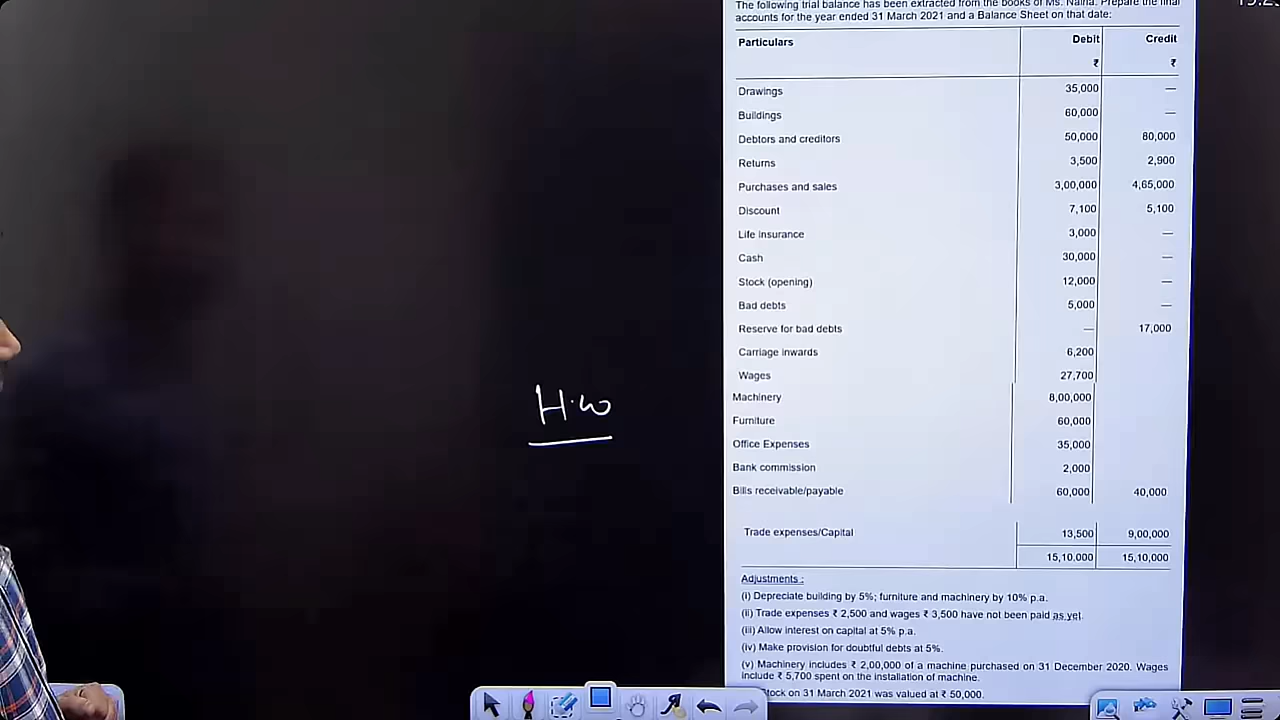 The following trial balance has been extracted from the books of Ms. Naina. Prepare the final
accounts for the year ended 31 March 2021 and a Balance Sheet on that date:
Particulars Debit Credit
₹ ₹
Drawings 35,000 —
Buildings 60,000 —
Debtors and creditors 50,000 80,000
Returns 3,500 2,900
Purchases and sales 3,00,000 4,65,000
Discount 7,100 5,100
Life insurance 3,000 —
Cash 30,000 —
Stock (opening) 12,000 —
Bad debts 5,000 —
Reserve for bad debts — 17,000
Carriage inwards 6,200
Wages 27,700
Machinery 8,00,000
Furniture 60,000
Office Expenses 35,000
Bank commission 2,000
Bills receivable/payable 60,000 40,000
Trade expenses/Capital 13,500 9,00,000
15,10.000 15,10,000
H.W
Adjustments :
(i) Depreciate building by 5%; furniture and machinery by 10% p.a.
(ii) Trade expenses ₹ 2,500 and wages ₹ 3,500 have not been paid as yet.
(iii) Allow interest on capital at 5% p.a.
(iv) Make provision for doubtful debts at 5%.
(v) Machinery includes ₹ 2,00,000 of a machine purchased on 31 December 2020. Wages
include ₹ 5,700 spent on the installation of machine.
tock on 31 March 2021 was valued at ₹ 50,000.